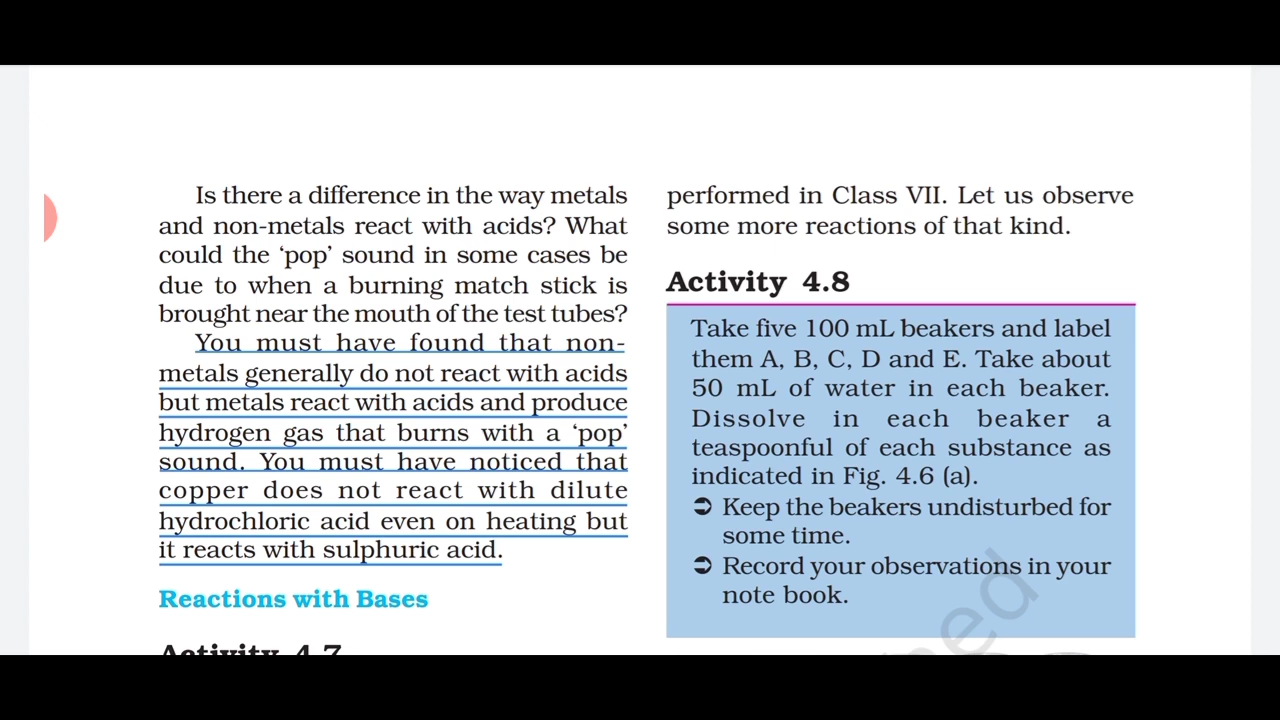 Is there a difference in the way metals
and non-metals react with acids? What
could the ‘pop’ sound in some cases be
due to when a burning match stick is
brought near the mouth of the test tubes?
You must have found that non-
metals generally do not react with acids
but metals react with acids and produce
hydrogen gas that burns with a ‘pop’
sound. You must have noticed that
copper does not react with dilute
hydrochloric acid even on heating but
it reacts with sulphuric acid.
Reactions with Bases
Activity 4.7
performed in Class VII. Let us observe
some more reactions of that kind.
Activity 4.8
Take five 100 mL beakers and label
them A, B, C, D and E. Take about
50 mL of water in each beaker.
Dissolve in each beaker a
teaspoonful of each substance as
indicated in Fig. 4.6 (a).
➲ Keep the beakers undisturbed for
some time.
➲ Record your observations in your
note book.